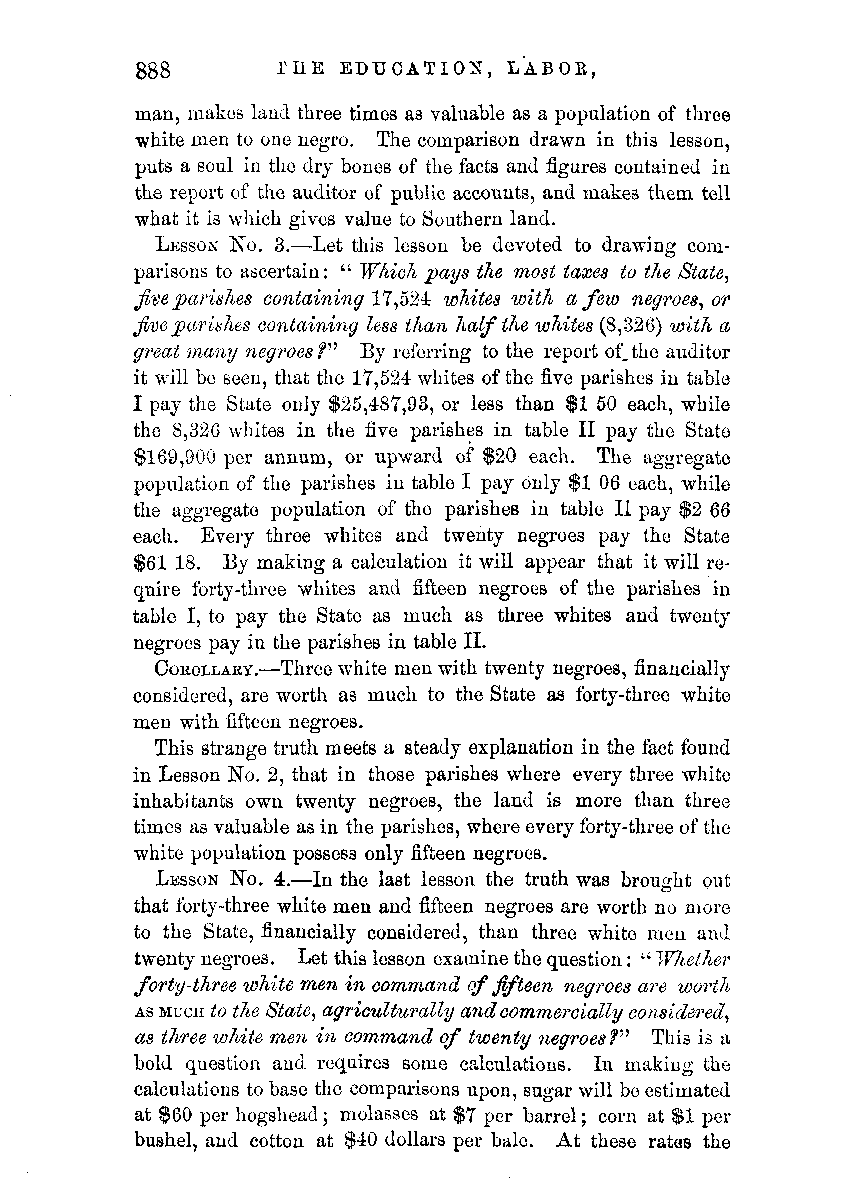 888 THE EDUCATION, LABOR,
man, makes land three times as valuable as a population of three
white men to one negro. The comparison drawn in this lesson,
puts a soul in the dry bones of the facts and figures contained in
the report of the auditor of public accounts, and makes them tell
what it is which gives value to Southern land.
LESSON No. 3.—Let this lesson be devoted to drawing com-
parisons to ascertain: “ Which pays the most taxes to the State,
five parishes containing 17,524 whites with a few negroes, or
five parishes containing less than half the whites (8,326) with a
great many negroes?” By referring to the report of the auditor
it will be seen, that the 17,524 whites of the five parishes in table
I pay the State only $25,487,93, or less than $1 50 each, while
the 8,326 whites in the five parishes in table II pay the State
$169,900 per annum, or upward of $20 each. The aggregate
population of the parishes in table I pay only $1 06 each, while
the aggregate population of the parishes in table II pay $2 66
each. Every three whites and twenty negroes pay the State
$61 18. By making a calculation it will appear that it will re-
quire forty-three whites and fifteen negroes of the parishes in
table I, to pay the State as much as three whites and twenty
negroes pay in the parishes in table II.
COROLLARY.—Three white men with twenty negroes, financially
considered, are worth as much to the State as forty-three white
men with fifteen negroes.
This strange truth meets a steady explanation in the fact found
in Lesson No. 2, that in those parishes where every three white
inhabitants own twenty negroes, the land is more than three
times as valuable as in the parishes, where every forty-three of the
white population possess only fifteen negroes.
LESSON No. 4.—In the last lesson the truth was brought out
that forty-three white men and fifteen negroes are worth no more
to the State, financially considered, than three white men and
twenty negroes. Let this lesson examine the question: “ Whether
forty-three white men in command of fifteen negroes are worth
AS MUCH to the State, agriculturally and commercially considered,
as three white men in command of twenty negroes?” This is a
bold question and requires some calculations. In making the
calculations to base the comparisons upon, sugar will be estimated
at $60 per hogshead; molasses at $7 per barrel; corn at $1 per
bushel, and cotton at $40 dollars per bale. At these rates the